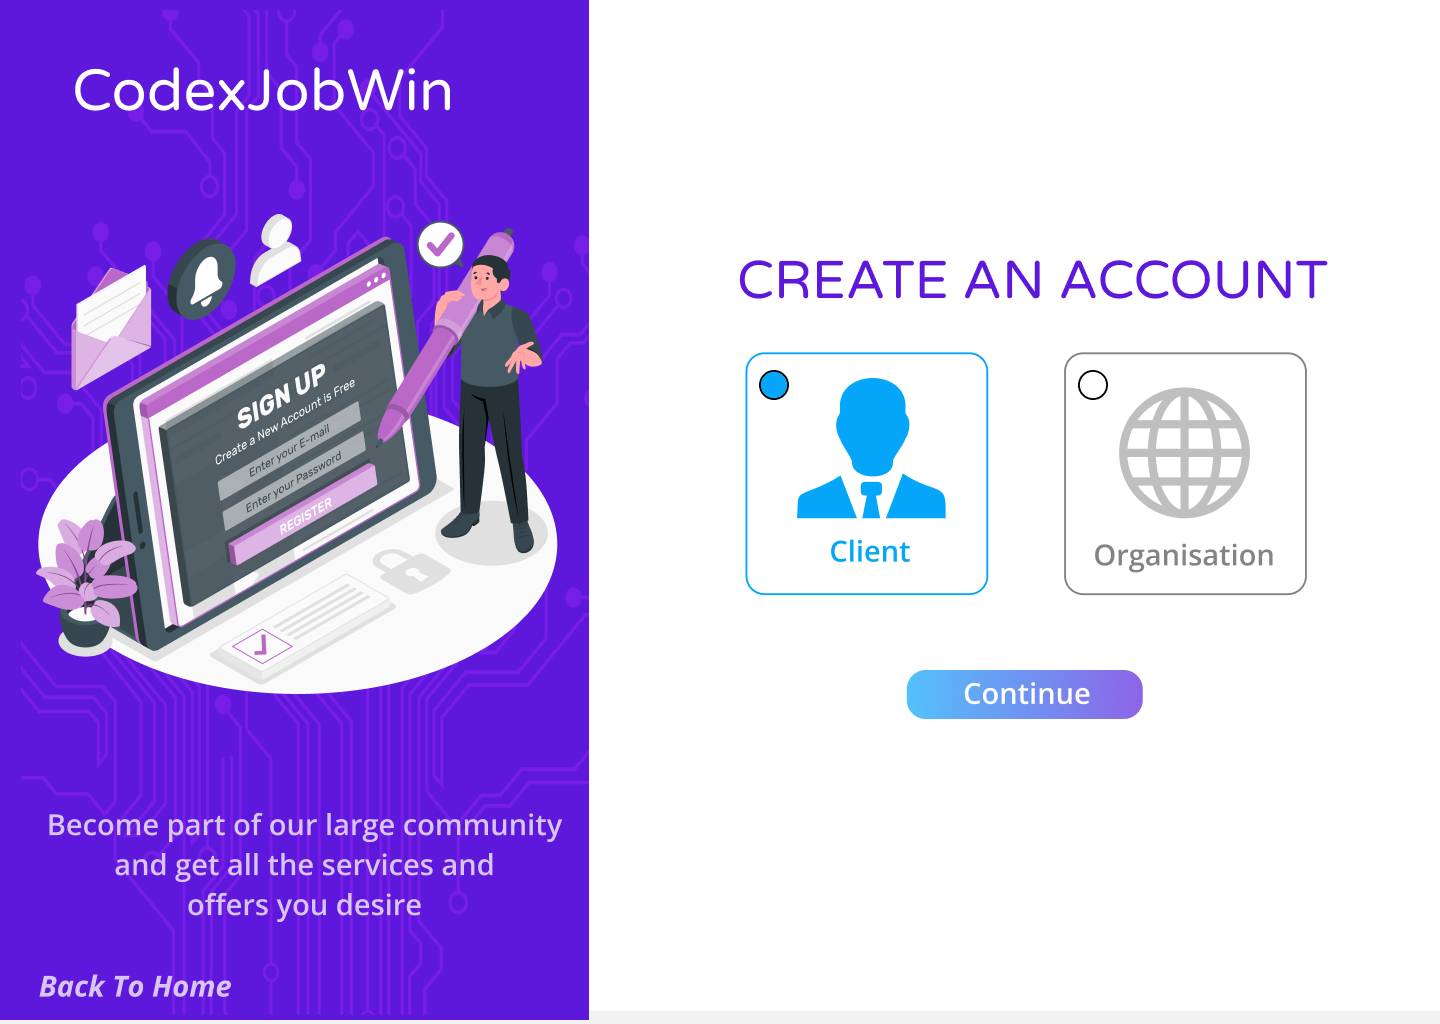 CodexJobWin
SIGN UP
Create a New Account is Free
Enter your E-mail
Enter your Password
REGISTER
Become part of our large community
and get all the services and
offers you desire
Back To Home
CREATE AN ACCOUNT
Client
Organisation
Continue